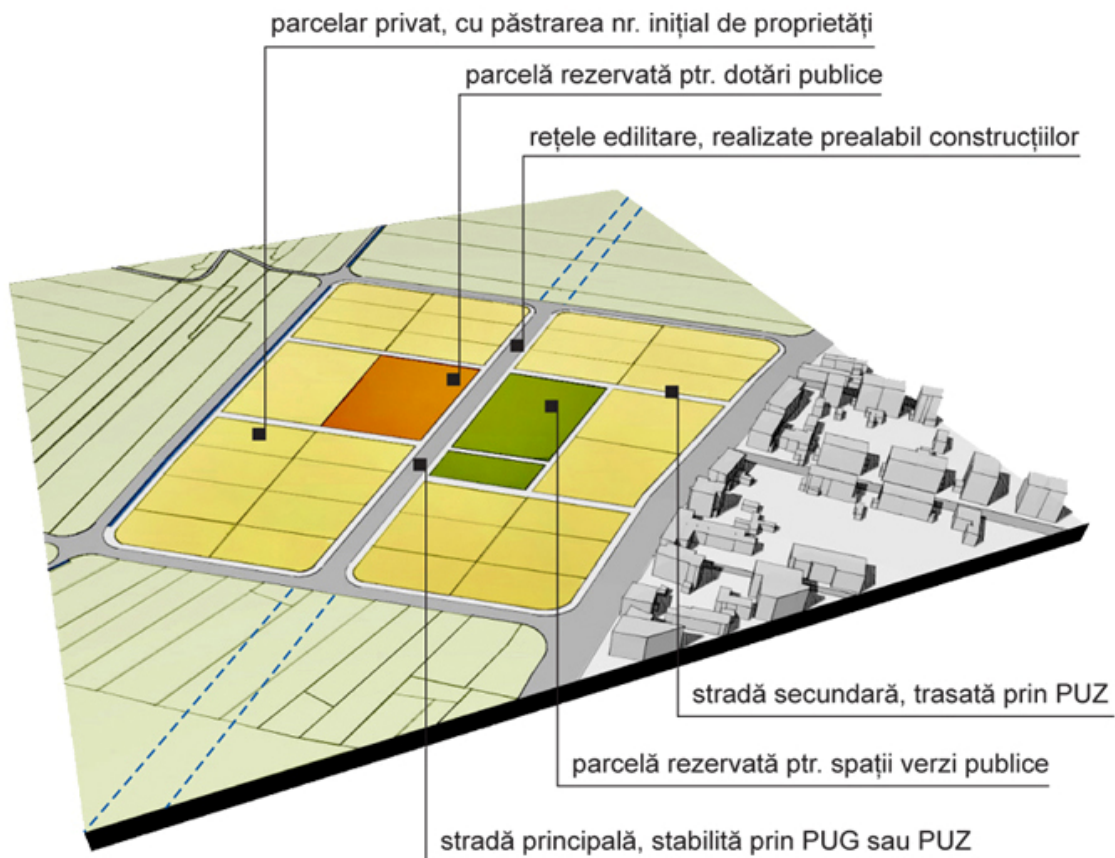 parcelar privat, cu păstrarea nr. inițial de proprietăți
parcelă rezervată ptr. dotări publice
rețele edilitare, realizate prealabil construcțiilor
stradă secundară, trasată prin PUZ
parcelă rezervată ptr. spații verzi publice
stradă principală, stabilită prin PUG sau PUZ